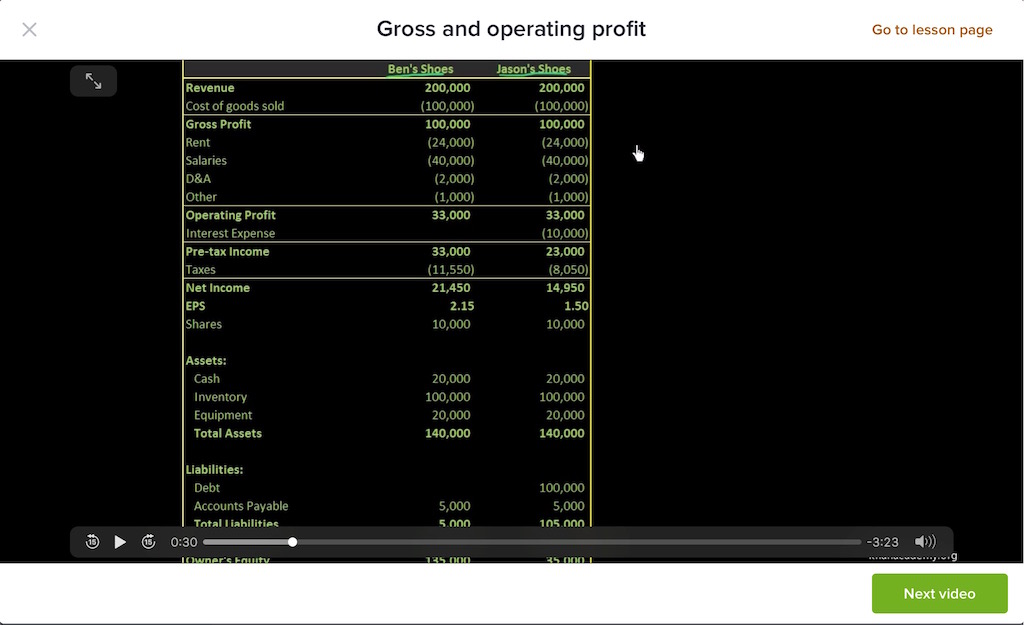 Gross and operating profit
Go to lesson page
Ben's Shoes Jason's Shoes
Revenue 200,000 200,000
Cost of goods sold (100,000) (100,000)
Gross Profit 100,000 100,000
Rent (24,000) (24,000)
Salaries (40,000) (40,000)
D&A (2,000) (2,000)
Other (1,000) (1,000)
Operating Profit 33,000 33,000
Interest Expense (10,000)
Pre-tax Income 33,000 23,000
Taxes (11,550) (8,050)
Net Income 21,450 14,950
EPS 2.15 1.50
Shares 10,000 10,000
Assets:
Cash 20,000 20,000
Inventory 100,000 100,000
Equipment 20,000 20,000
Total Assets 140,000 140,000
Liabilities:
Debt 100,000
Accounts Payable 5,000 5,000
Total Liabilities 5,000 105,000
15 15 0:30 -3:23
Owner's Equity 135,000 35,000
khanacademy.org
Next video